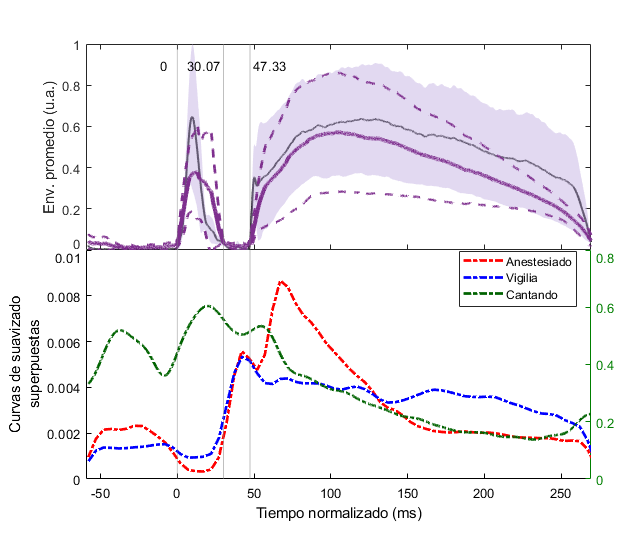 1
0.8
0.6
0.4
0.2
0
Env. promedio (u.a.)
0 30.07 47.33
0.01
0.008
0.006
0.004
0.002
0
Curvas de suavizado
superpuestas
Anestesiado
Vigilia
Cantando
0.8
0.6
0.4
0.2
0
-50 0 50 100 150 200 250
Tiempo normalizado (ms)